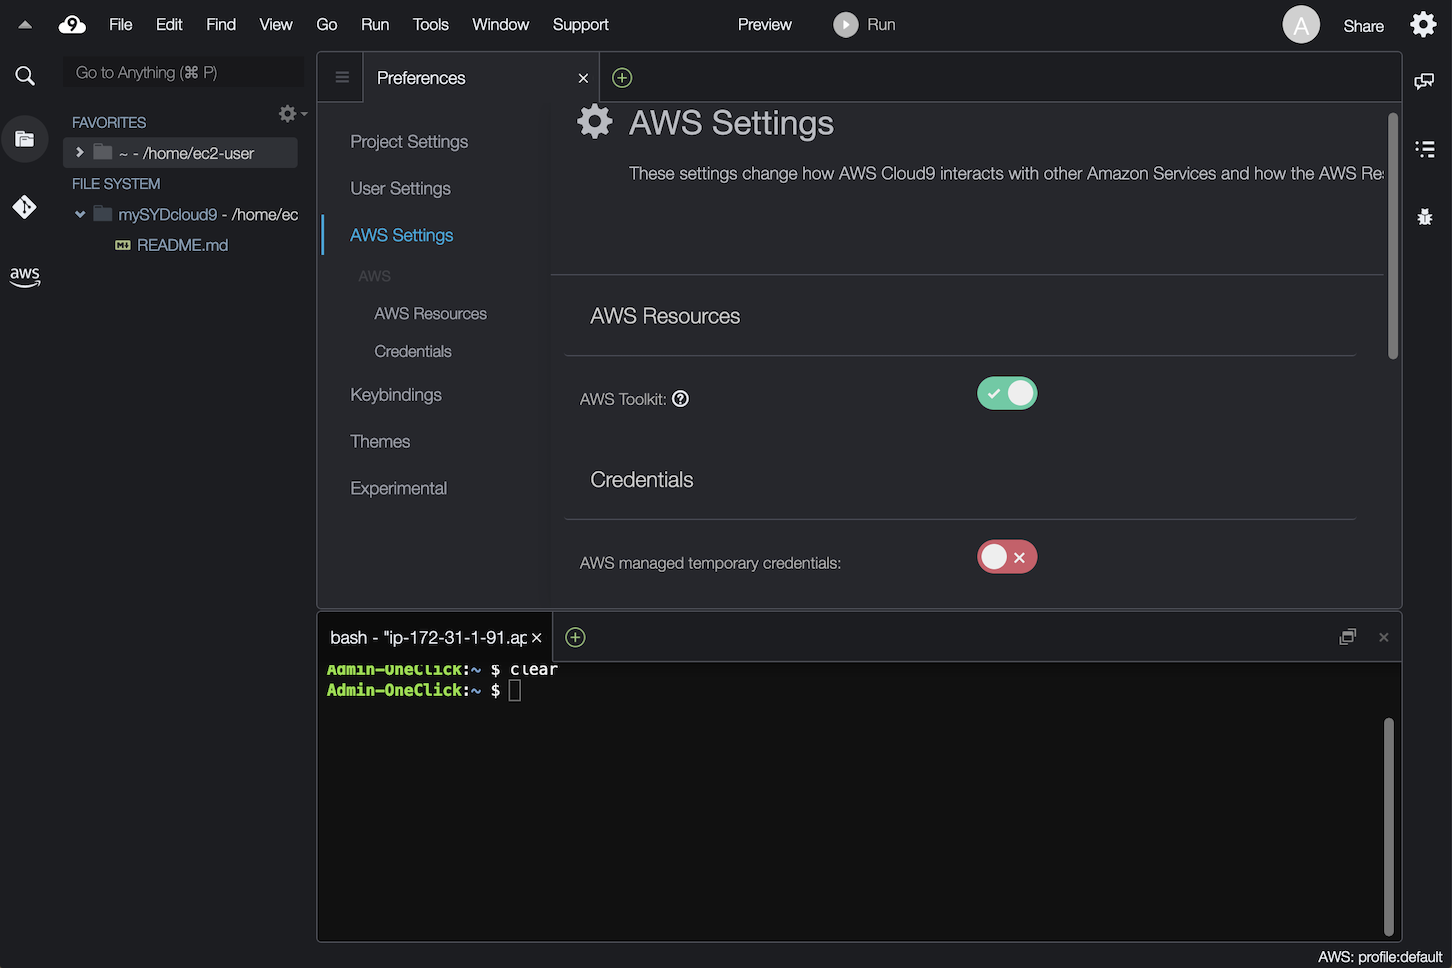 9 File Edit Find View Go Run Tools Window Support Preview Run A Share
Go to Anything (⌘ P)
Preferences
FAVORITES
~ - /home/ec2-user
FILE SYSTEM
mySYDcloud9 - /home/ec
README.md
aws
Project Settings
User Settings
AWS Settings
AWS
AWS Resources
Credentials
Keybindings
Themes
Experimental
AWS Settings
These settings change how AWS Cloud9 interacts with other Amazon Services and how the AWS Re
AWS Resources
AWS Toolkit:
Credentials
AWS managed temporary credentials:
bash - "ip-172-31-1-91.ap
Admin-OneClick:~ $ clear
Admin-OneClick:~ $
AWS: profile:default